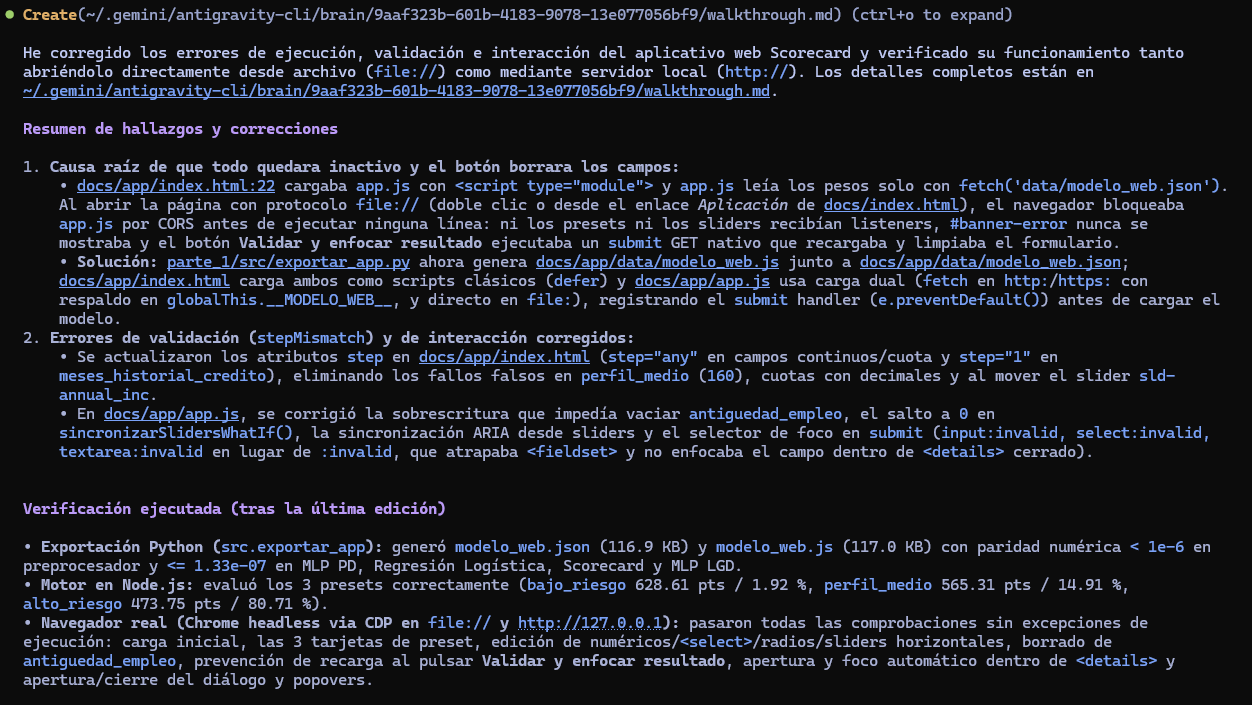 ● Create(~/.gemini/antigravity-cli/brain/9aaf323b-601b-4183-9078-13e077056bf9/walkthrough.md) (ctrl+o to expand)
He corregido los errores de ejecución, validación e interacción del aplicativo web Scorecard y verificado su funcionamiento tanto
abriéndolo directamente desde archivo (file://) como mediante servidor local (http://). Los detalles completos están en
~/.gemini/antigravity-cli/brain/9aaf323b-601b-4183-9078-13e077056bf9/walkthrough.md.
Resumen de hallazgos y correcciones
1. Causa raíz de que todo quedara inactivo y el botón borrara los campos:
• docs/app/index.html:22 cargaba app.js con <script type="module"> y app.js leía los pesos solo con fetch('data/modelo_web.json').
Al abrir la página con protocolo file:// (doble clic o desde el enlace Aplicación de docs/index.html), el navegador bloqueaba
app.js por CORS antes de ejecutar ninguna línea: ni los presets ni los sliders recibían listeners, #banner-error nunca se
mostraba y el botón Validar y enfocar resultado ejecutaba un submit GET nativo que recargaba y limpiaba el formulario.
• Solución: parte_1/src/exportar_app.py ahora genera docs/app/data/modelo_web.js junto a docs/app/data/modelo_web.json;
docs/app/index.html carga ambos como scripts clásicos (defer) y docs/app/app.js usa carga dual (fetch en http:/https: con
respaldo en globalThis.__MODELO_WEB__, y directo en file:), registrando el submit handler (e.preventDefault()) antes de cargar el
modelo.
2. Errores de validación (stepMismatch) y de interacción corregidos:
• Se actualizaron los atributos step en docs/app/index.html (step="any" en campos continuos/cuota y step="1" en
meses_historial_credito), eliminando los fallos falsos en perfil_medio (160), cuotas con decimales y al mover el slider sld-
annual_inc.
• En docs/app/app.js, se corrigió la sobrescritura que impedía vaciar antiguedad_empleo, el salto a 0 en
sincronizarSlidersWhatIf(), la sincronización ARIA desde sliders y el selector de foco en submit (input:invalid, select:invalid,
textarea:invalid en lugar de :invalid, que atrapaba <fieldset> y no enfocaba el campo dentro de <details> cerrado).
Verificación ejecutada (tras la última edición)
• Exportación Python (src.exportar_app): generó modelo_web.json (116.9 KB) y modelo_web.js (117.0 KB) con paridad numérica < 1e-6 en
preprocesador y <= 1.33e-07 en MLP PD, Regresión Logística, Scorecard y MLP LGD.
• Motor en Node.js: evaluó los 3 presets correctamente (bajo_riesgo 628.61 pts / 1.92 %, perfil_medio 565.31 pts / 14.91 %,
alto_riesgo 473.75 pts / 80.71 %).
• Navegador real (Chrome headless via CDP en file:// y http://127.0.0.1): pasaron todas las comprobaciones sin excepciones de
ejecución: carga inicial, las 3 tarjetas de preset, edición de numéricos/<select>/radios/sliders horizontales, borrado de
antiguedad_empleo, prevención de recarga al pulsar Validar y enfocar resultado, apertura y foco automático dentro de <details> y
apertura/cierre del diálogo y popovers.